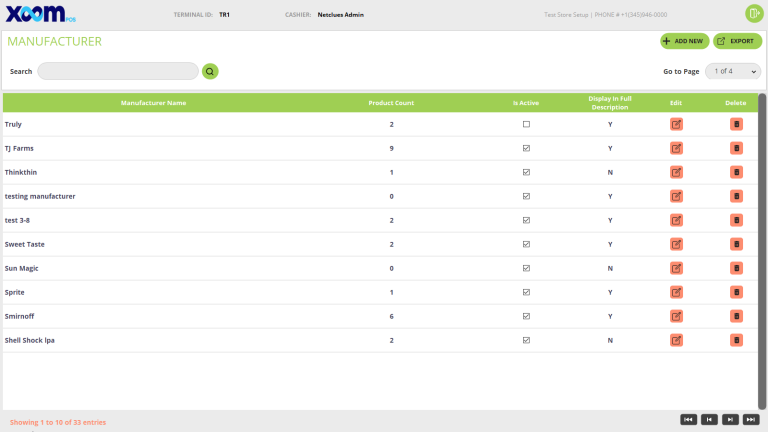 XOOM POS
TERMINAL ID: TR1 CASHIER: Netclues Admin Test Store Setup | PHONE # +1(345)946-0000
MANUFACTURER
ADD NEW EXPORT
Search Go to Page 1 of 4
Manufacturer Name Product Count Is Active Display In Full Description Edit Delete
Truly 2 Y
TJ Farms 9 Y
Thinkthin 1 N
testing manufacturer 0 Y
test 3-8 2 Y
Sweet Taste 2 Y
Sun Magic 0 N
Sprite 1 Y
Smirnoff 6 Y
Shell Shock Ipa 2 N
Showing 1 to 10 of 33 entries